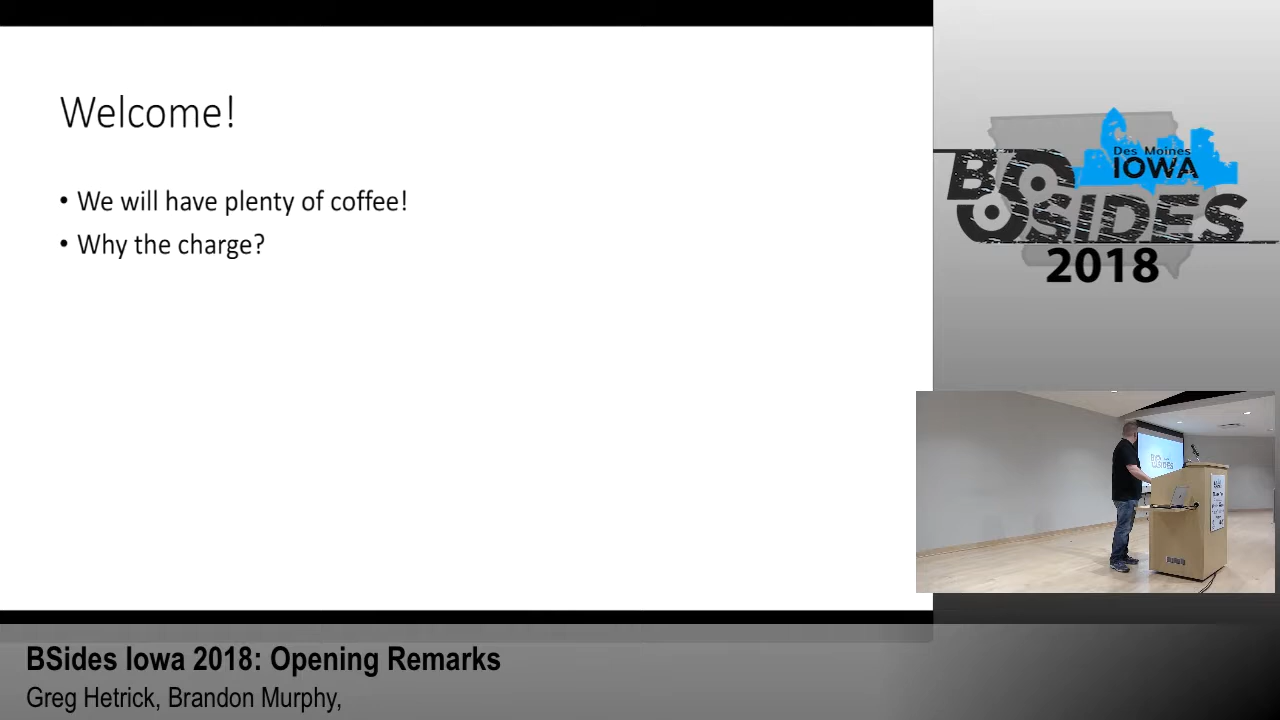 Welcome!
• We will have plenty of coffee!
• Why the charge?
Des Moines
IOWA
BSIDES
2018
BSIDES
BSides Iowa 2018: Opening Remarks
Greg Hetrick, Brandon Murphy,